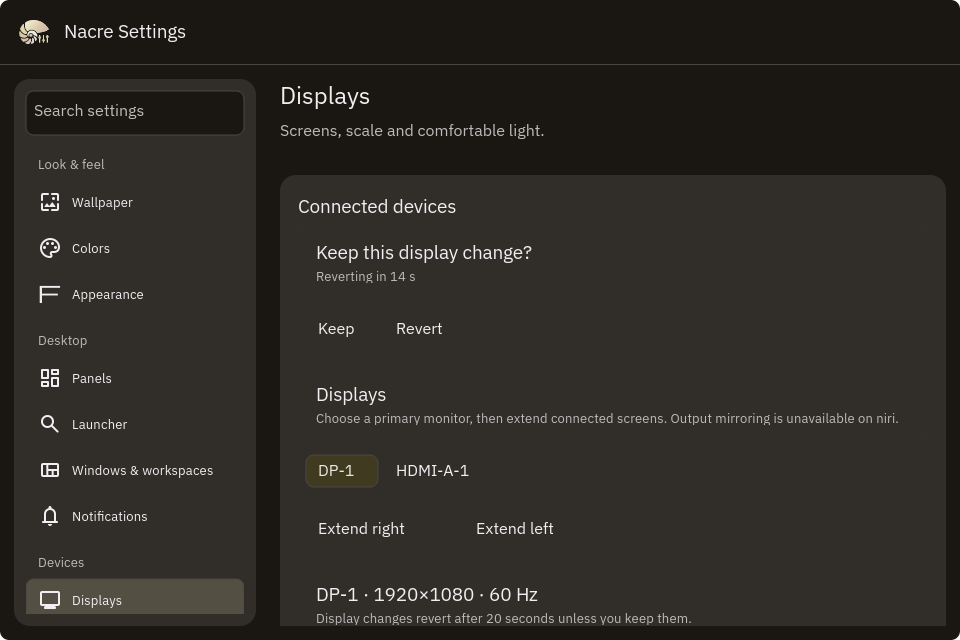 Nacre Settings
Search settings
Look & feel
Wallpaper
Colors
Appearance
Desktop
Panels
Launcher
Windows & workspaces
Notifications
Devices
Displays
Displays
Screens, scale and comfortable light.
Connected devices
Keep this display change?
Reverting in 14 s
Keep
Revert
Displays
Choose a primary monitor, then extend connected screens. Output mirroring is unavailable on niri.
DP-1
HDMI-A-1
Extend right
Extend left
DP-1 · 1920×1080 · 60 Hz
Display changes revert after 20 seconds unless you keep them.